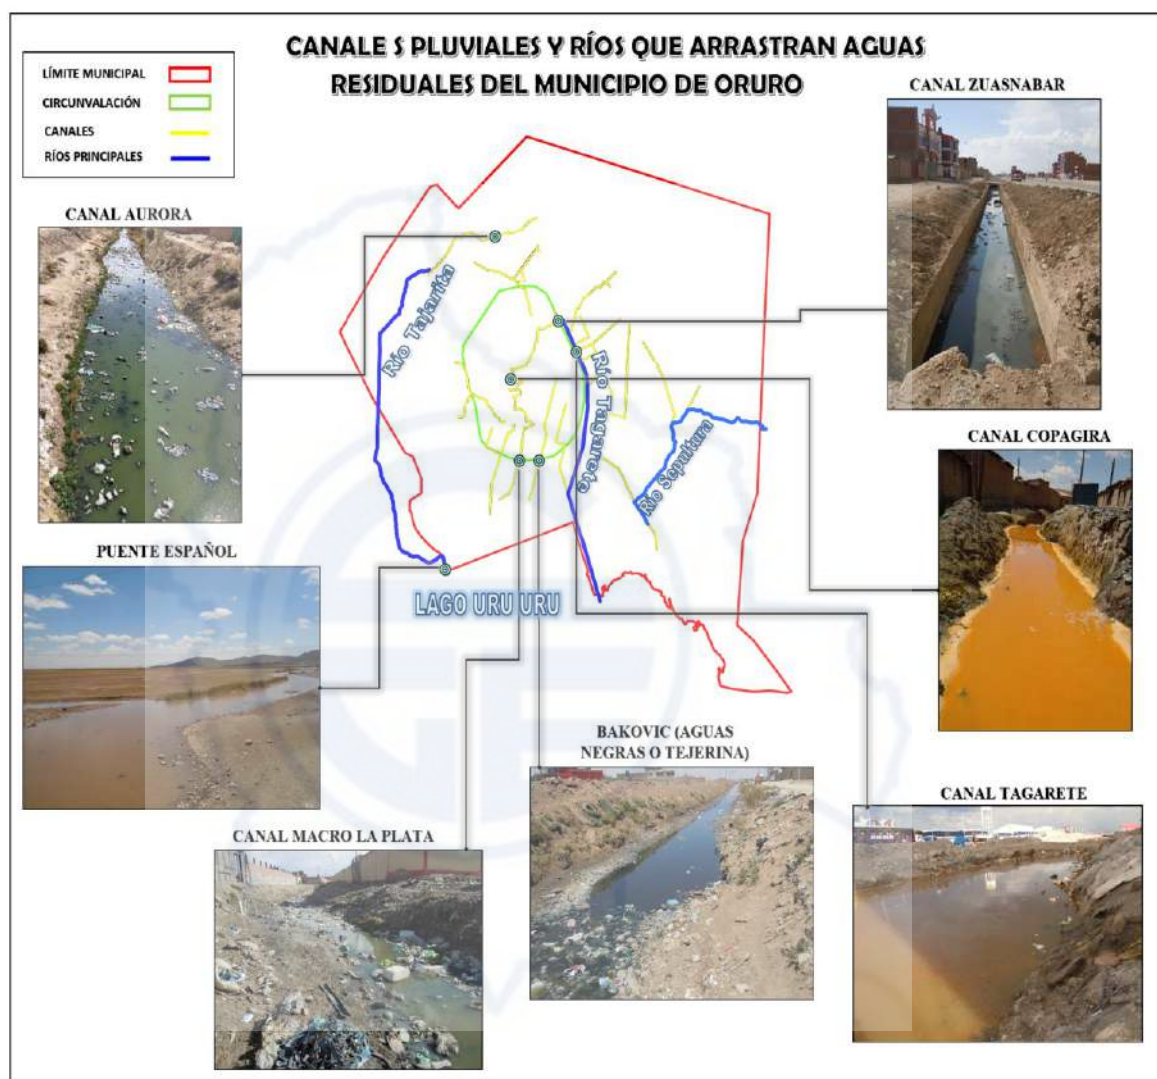 CANALE S PLUVIALES Y RÍOS QUE ARRASTRAN AGUAS
RESIDUALES DEL MUNICIPIO DE ORURO
LÍMITE MUNICIPAL
CIRCUNVALACIÓN
CANALES
RÍOS PRINCIPALES
CANAL ZUASNABAR
CANAL AURORA
Río Tajarita
Río Tagarete
Río Sepultura
CANAL COPAGIRA
PUENTE ESPAÑOL
LAGO URU URU
BAKOVIC (AGUAS
NEGRAS O TEJERINA)
CANAL TAGARETE
CANAL MACRO LA PLATA